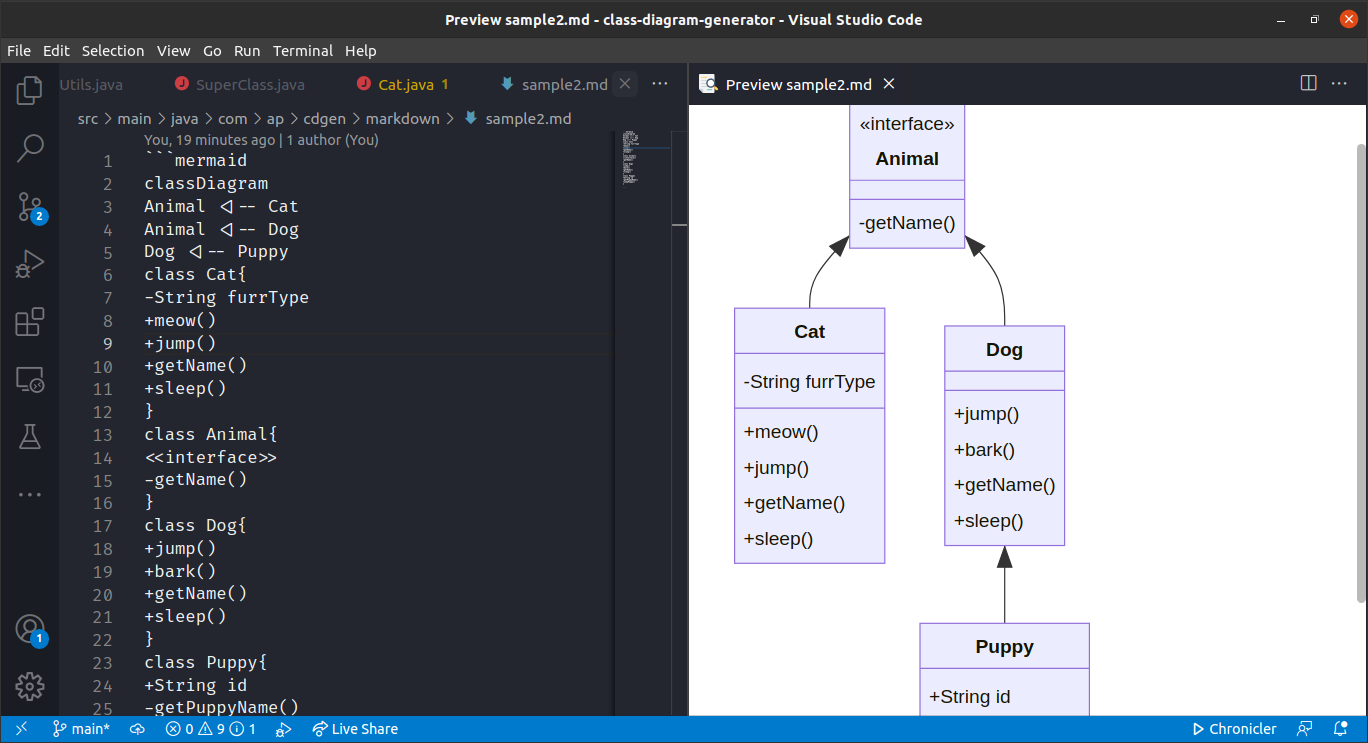 Preview sample2.md - class-diagram-generator - Visual Studio Code
File Edit Selection View Go Run Terminal Help
Utils.java SuperClass.java Cat.java 1 sample2.md ···
src > main > java > com > ap > cdgen > markdown > sample2.md
You, 19 minutes ago | 1 author (You)
1 ```mermaid
2 classDiagram
3 Animal <|-- Cat
4 Animal <|-- Dog
5 Dog <|-- Puppy
6 class Cat{
7 -String furrType
8 +meow()
9 +jump()
10 +getName()
11 +sleep()
12 }
13 class Animal{
14 <<interface>>
15 -getName()
16 }
17 class Dog{
18 +jump()
19 +bark()
20 +getName()
21 +sleep()
22 }
23 class Puppy{
24 +String id
25 -getPuppyName()
Preview sample2.md
«interface»
Animal
-getName()
Cat
-String furrType
+meow()
+jump()
+getName()
+sleep()
Dog
+jump()
+bark()
+getName()
+sleep()
Puppy
+String id
2
1
main* 0 9 1 Live Share Chronicler